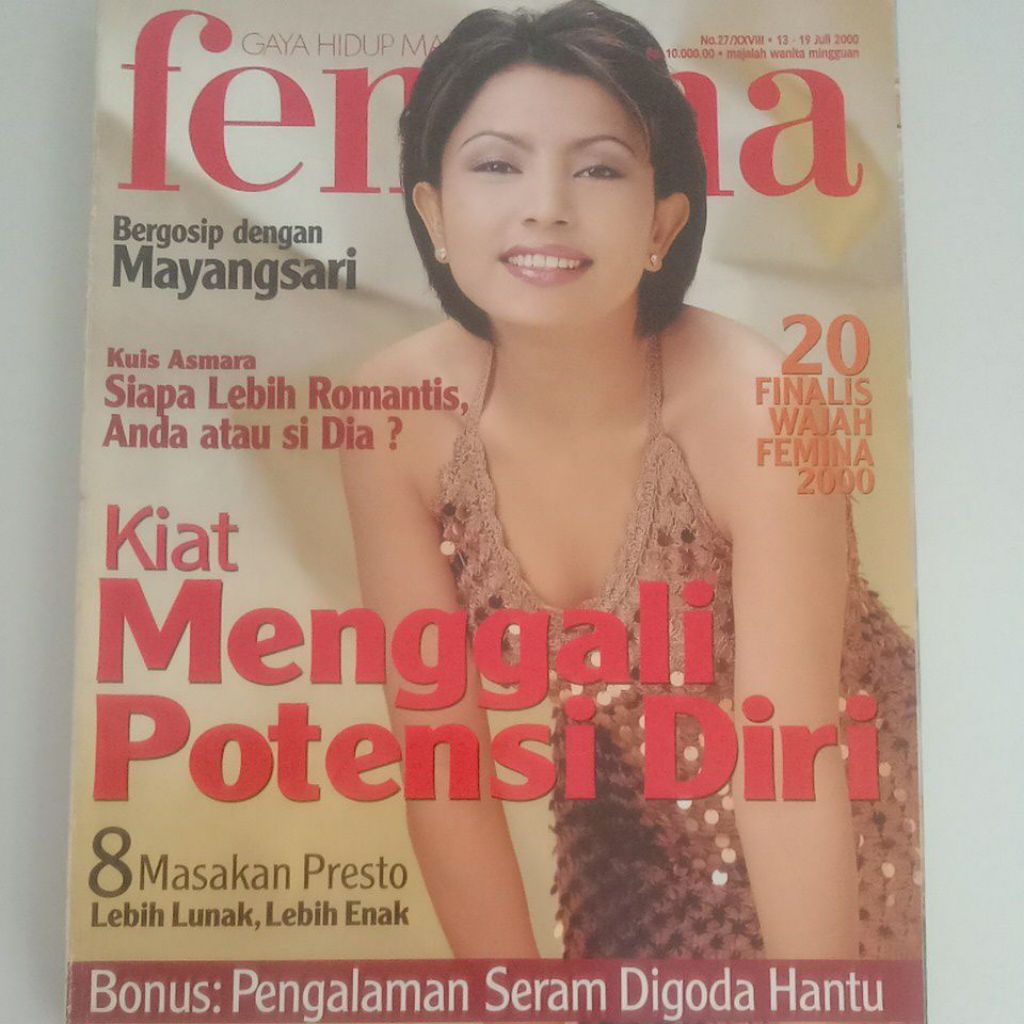 GAYA HIDUP MA
No.27/XXVIII • 13 - 19 Juli 2000
10.000.00 • majalah wanita mingguan
femina
Bergosip dengan
Mayangsari
Kuis Asmara
Siapa Lebih Romantis,
Anda atau si Dia ?
20
FINALIS
WAJAH
FEMINA
2000
Kiat
Menggali
Potensi Diri
8 Masakan Presto
Lebih Lunak, Lebih Enak
Bonus: Pengalaman Seram Digoda Hantu